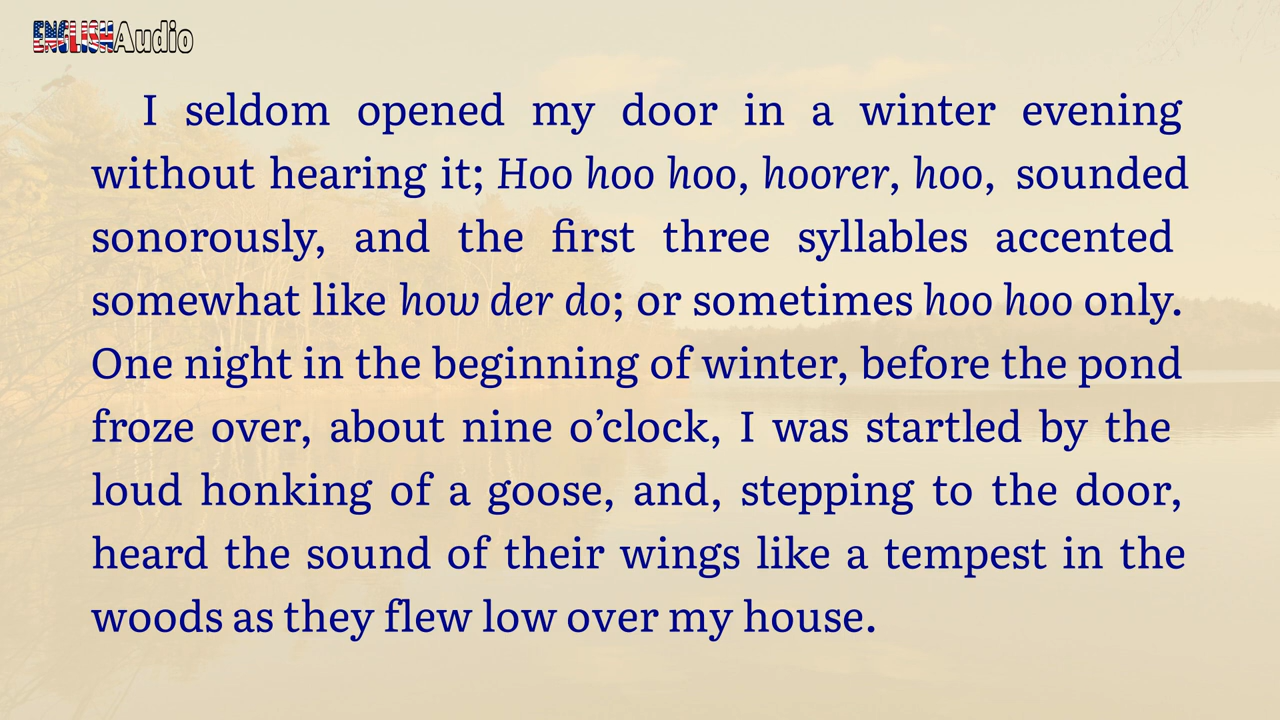 ENGLISHAudio
I seldom opened my door in a winter evening
without hearing it; Hoo hoo hoo, hoorer, hoo, sounded
sonorously, and the first three syllables accented
somewhat like how der do; or sometimes hoo hoo only.
One night in the beginning of winter, before the pond
froze over, about nine o’clock, I was startled by the
loud honking of a goose, and, stepping to the door,
heard the sound of their wings like a tempest in the
woods as they flew low over my house.